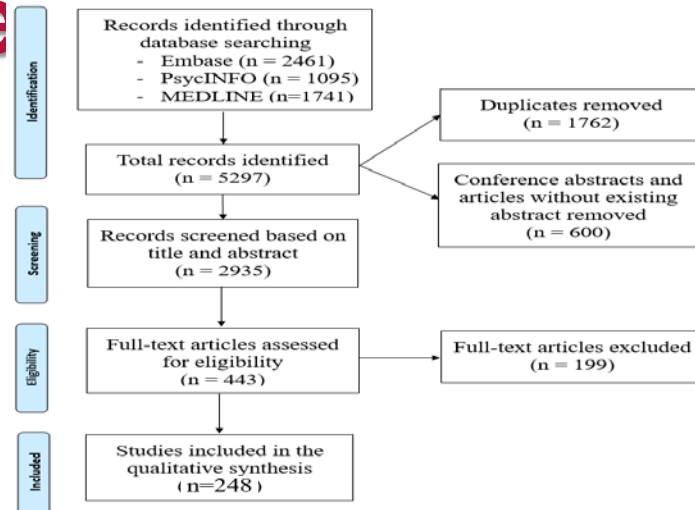 Identification
Records identified through
database searching
- Embase (n = 2461)
- PsycINFO (n = 1095)
- MEDLINE (n=1741)
Duplicates removed
(n = 1762)
Total records identified
(n = 5297)
Conference abstracts and
articles without existing
abstract removed
(n = 600)
Screening
Records screened based on
title and abstract
(n = 2935)
Eligibility
Full-text articles assessed
for eligibility
(n = 443)
Full-text articles excluded
(n = 199)
Included
Studies included in the
qualitative synthesis
(n=248)